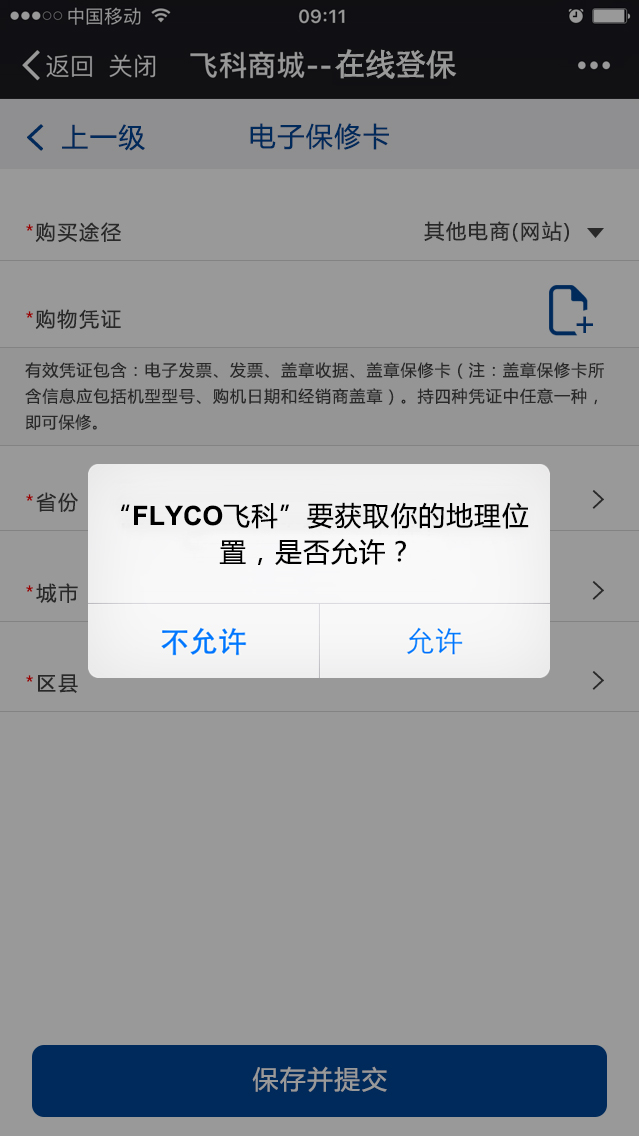 中国移动 09:11
返回 关闭 飞科商城--在线登保
上一级 电子保修卡
*购买途径 其他电商(网站)
*购物凭证
有效凭证包含：电子发票、发票、盖章收据、盖章保修卡（注：盖章保修卡所
含信息应包括机型型号、购机日期和经销商盖章）。持四种凭证中任意一种，
即可保修。
*省份
“FLYCO飞科”要获取你的地理位
置，是否允许？
*城市
不允许 允许
*区县
保存并提交